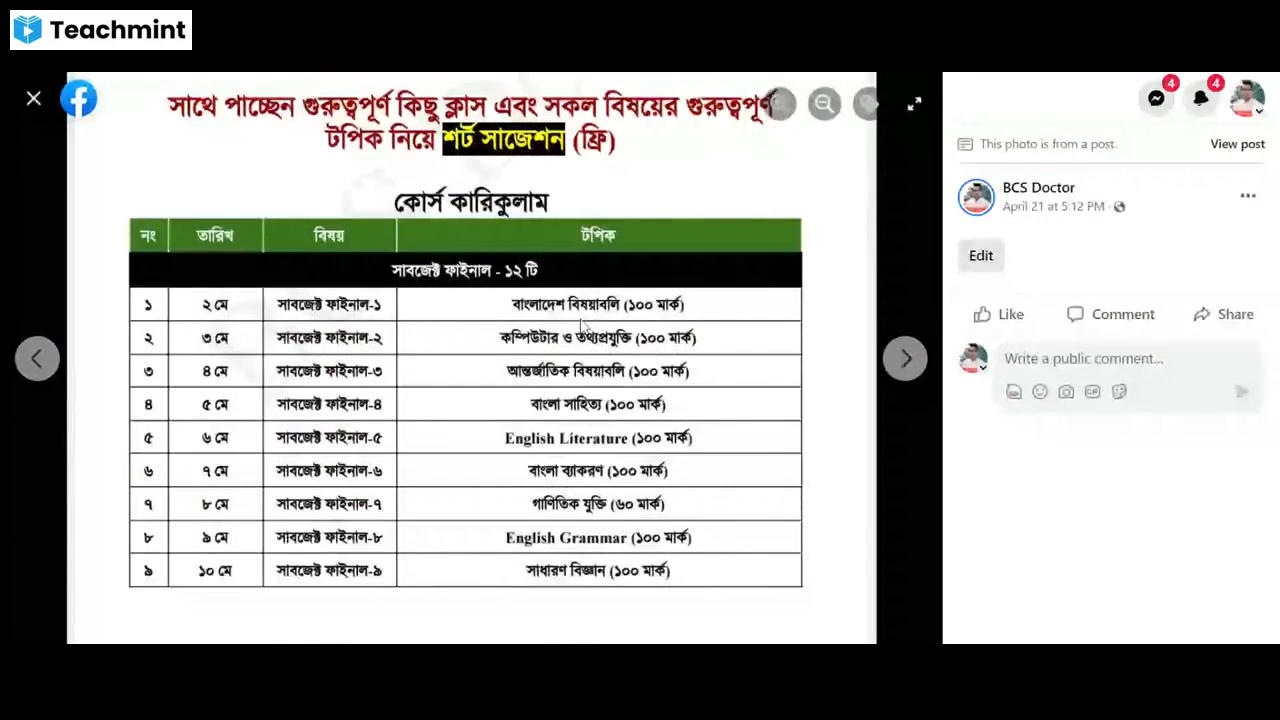 Teachmint
সাথে পাচ্ছেন গুরুত্বপূর্ণ কিছু ক্লাস এবং সকল বিষয়ের গুরুত্বপূর্ণ
টপিক নিয়ে শর্ট সাজেশন (ফ্রি)
কোর্স কারিকুলাম
নং তারিখ বিষয় টপিক
সাবজেক্ট ফাইনাল - ১২ টি
১ ২ মে সাবজেক্ট ফাইনাল-১ বাংলাদেশ বিষয়াবলি (১০০ মার্ক)
২ ৩ মে সাবজেক্ট ফাইনাল-২ কম্পিউটার ও তথ্যপ্রযুক্তি (১০০ মার্ক)
৩ ৪ মে সাবজেক্ট ফাইনাল-৩ আন্তর্জাতিক বিষয়াবলি (১০০ মার্ক)
৪ ৫ মে সাবজেক্ট ফাইনাল-৪ বাংলা সাহিত্য (১০০ মার্ক)
৫ ৬ মে সাবজেক্ট ফাইনাল-৫ English Literature (১০০ মার্ক)
৬ ৭ মে সাবজেক্ট ফাইনাল-৬ বাংলা ব্যাকরণ (১০০ মার্ক)
৭ ৮ মে সাবজেক্ট ফাইনাল-৭ গাণিতিক যুক্তি (৬০ মার্ক)
৮ ৯ মে সাবজেক্ট ফাইনাল-৮ English Grammar (১০০ মার্ক)
৯ ১০ মে সাবজেক্ট ফাইনাল-৯ সাধারণ বিজ্ঞান (১০০ মার্ক)
4 4
This photo is from a post. View post
BCS Doctor
April 21 at 5:12 PM
Edit
Like Comment Share
Write a public comment...
GIF